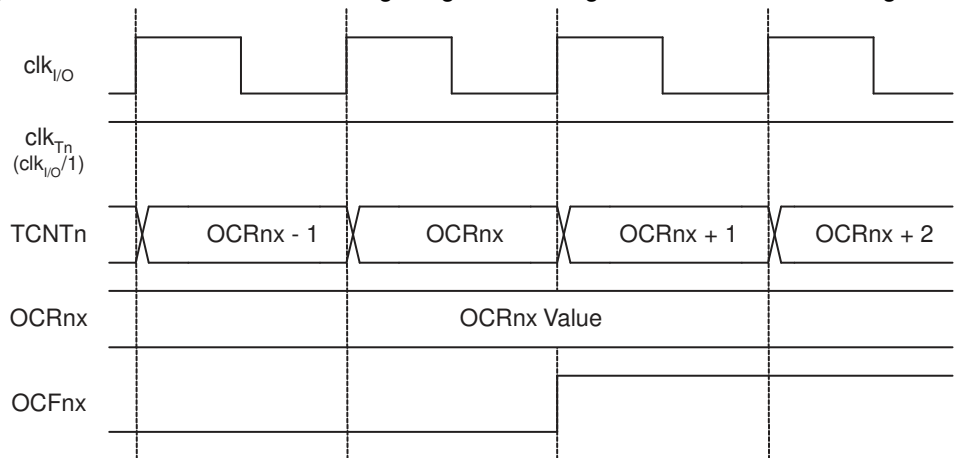 clkI/O
clkTn
(clkI/O/1)
TCNTn
OCRnx - 1
OCRnx
OCRnx + 1
OCRnx + 2
OCRnx
OCRnx Value
OCFnx